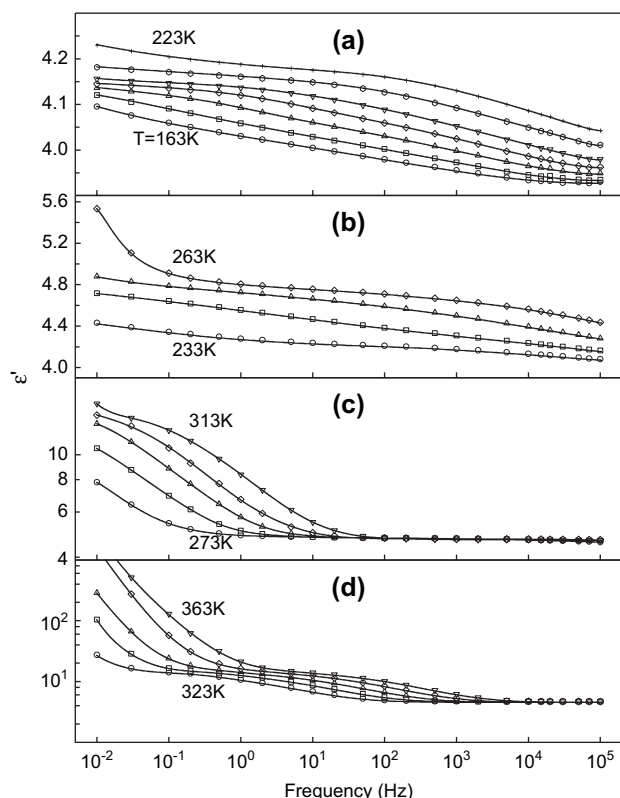 (a)
223K
4.2
4.1
T=163K
4.0
5.6
(b)
5.2
263K
4.8
4.4
233K
4.0
ε'
(c)
313K
10
8
6
273K
4
(d)
363K
10²
323K
10¹
10⁻² 10⁻¹ 10⁰ 10¹ 10² 10³ 10⁴ 10⁵
Frequency (Hz)